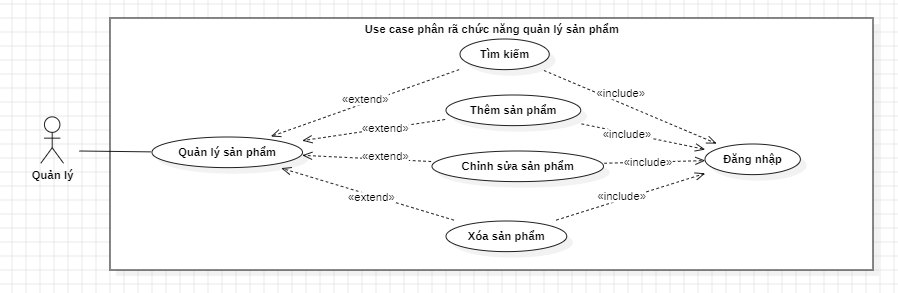 Use case phân rã chức năng quản lý sản phẩm
Tìm kiếm
«extend»
«include»
Thêm sản phẩm
«extend»
«include»
Quản lý sản phẩm
«extend»
Chỉnh sửa sản phẩm
«include»
Đăng nhập
Quản lý
«extend»
«include»
Xóa sản phẩm